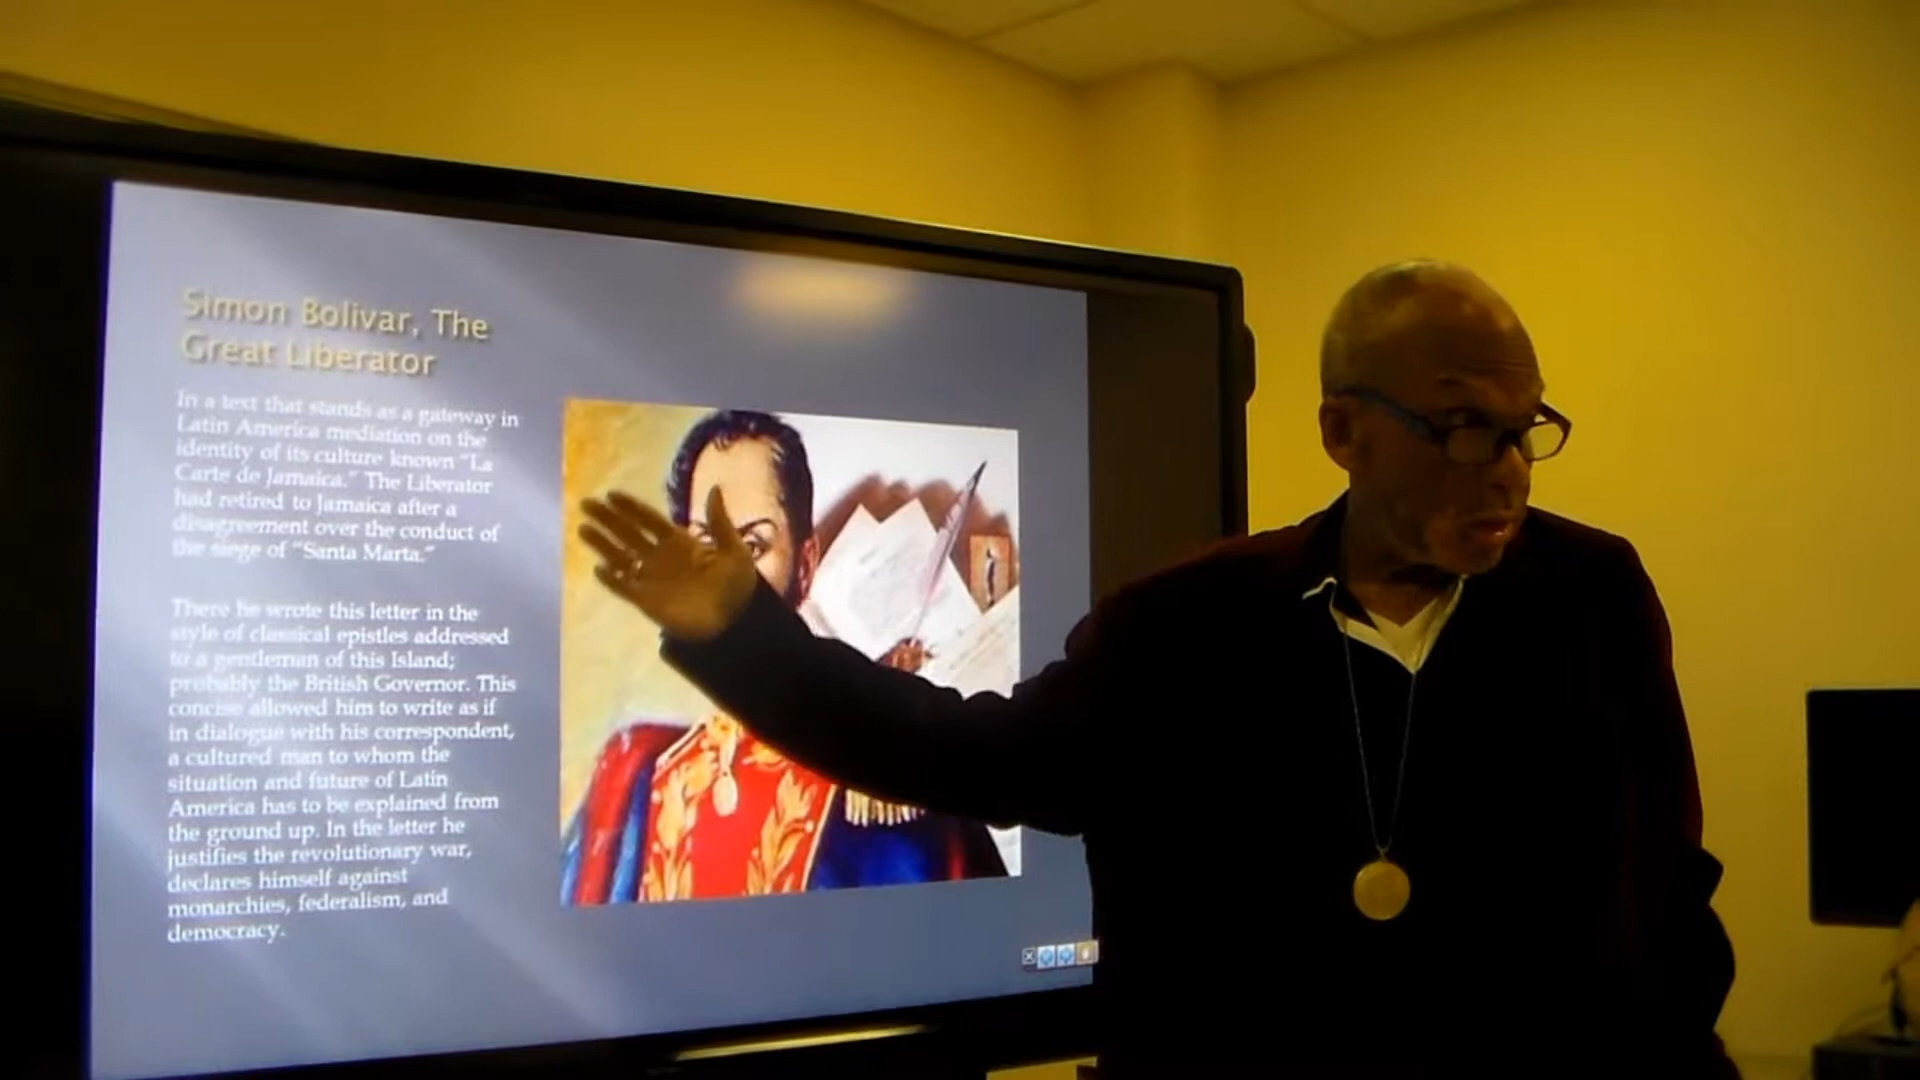 Simon Bolivar, The
Great Liberator
In a text that stands as a gateway in
Latin America mediation on the
identity of its culture known "La
Carte de Jamaica." The Liberator
had retired to Jamaica after a
disagreement over the conduct of
the siege of "Santa Marta."
There he wrote this letter in the
style of classical epistles addressed
to a gentleman of this Island;
probably the British Governor. This
concise allowed him to write as if
in dialogue with his correspondent,
a cultured man to whom the
situation and future of Latin
America has to be explained from
the ground up. In the letter he
justifies the revolutionary war,
declares himself against
monarchies, federalism, and
democracy.